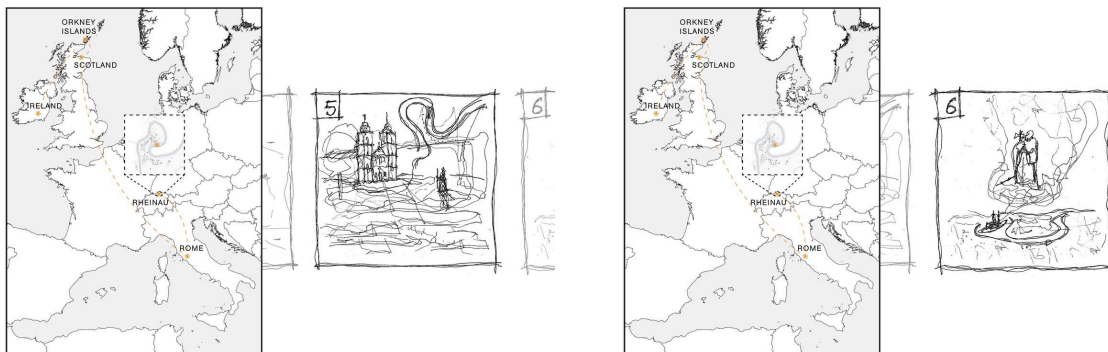 ORKNEY
ISLANDS
SCOTLAND
IRELAND
RHEINAU
ROME
5
6
ORKNEY
ISLANDS
SCOTLAND
IRELAND
RHEINAU
ROME
6